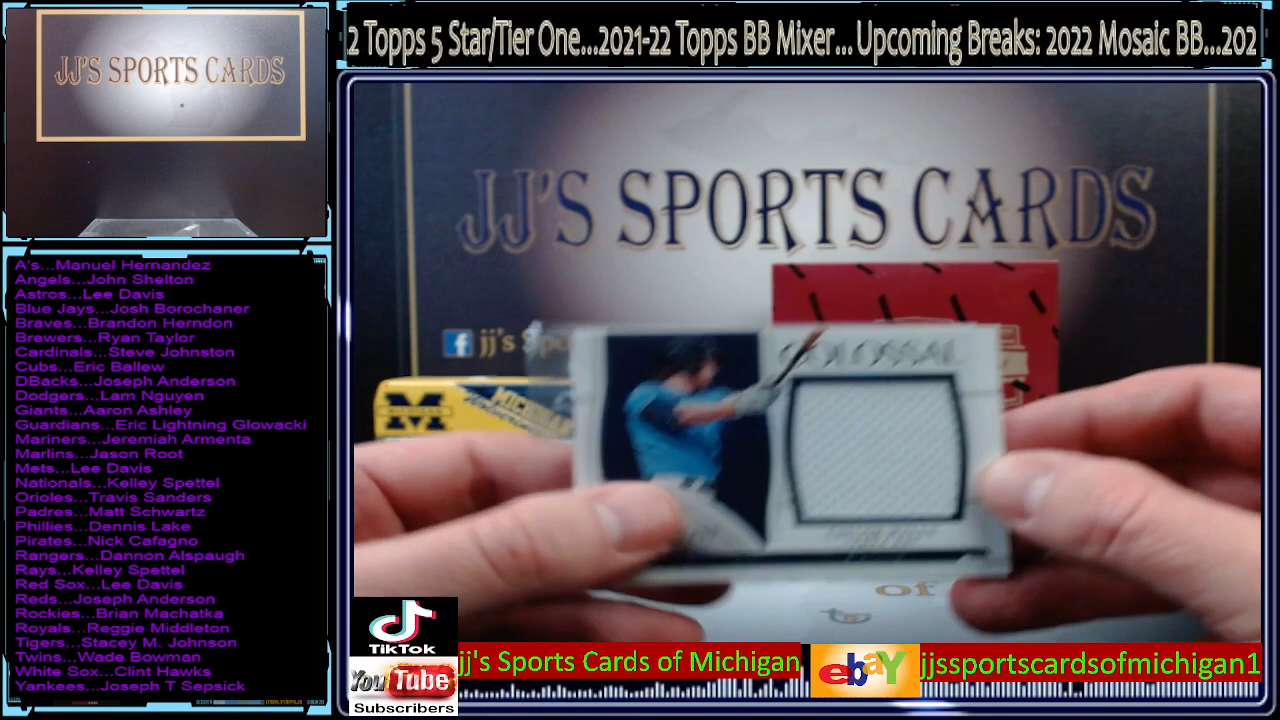 JJ'S SPORTS CARDS
2 Topps 5 Star/Tier One...2021-22 Topps BB Mixer... Upcoming Breaks: 2022 Mosaic BB...202
A's...Manuel Hernandez
Angels...John Shelton
Astros...Lee Davis
Blue Jays...Josh Borochaner
Braves...Brandon Herndon
Brewers...Ryan Taylor
Cardinals...Steve Johnston
Cubs...Eric Ballew
DBacks...Joseph Anderson
Dodgers...Lam Nguyen
Giants...Aaron Ashley
Guardians...Eric Lightning Glowacki
Mariners...Jeremiah Armenta
Marlins...Jason Root
Mets...Lee Davis
Nationals...Kelley Spettel
Orioles...Travis Sanders
Padres...Matt Schwartz
Phillies...Dennis Lake
Pirates...Nick Cafagno
Rangers...Dannon Alspaugh
Rays...Kelley Spettel
Red Sox...Lee Davis
Reds...Joseph Anderson
Rockies...Brian Machatka
Royals...Reggie Middleton
Tigers...Stacey M. Johnson
Twins...Wade Bowman
White Sox...Clint Hawks
Yankees...Joseph T Sepsick
JJ'S SPORTS CARDS
f jj's Spo
COLOSSAL
M MICHIGAN
of
TikTok
YouTube
Subscribers
jj's Sports Cards of Michigan
ebay
jjssportscardsofmichigan1